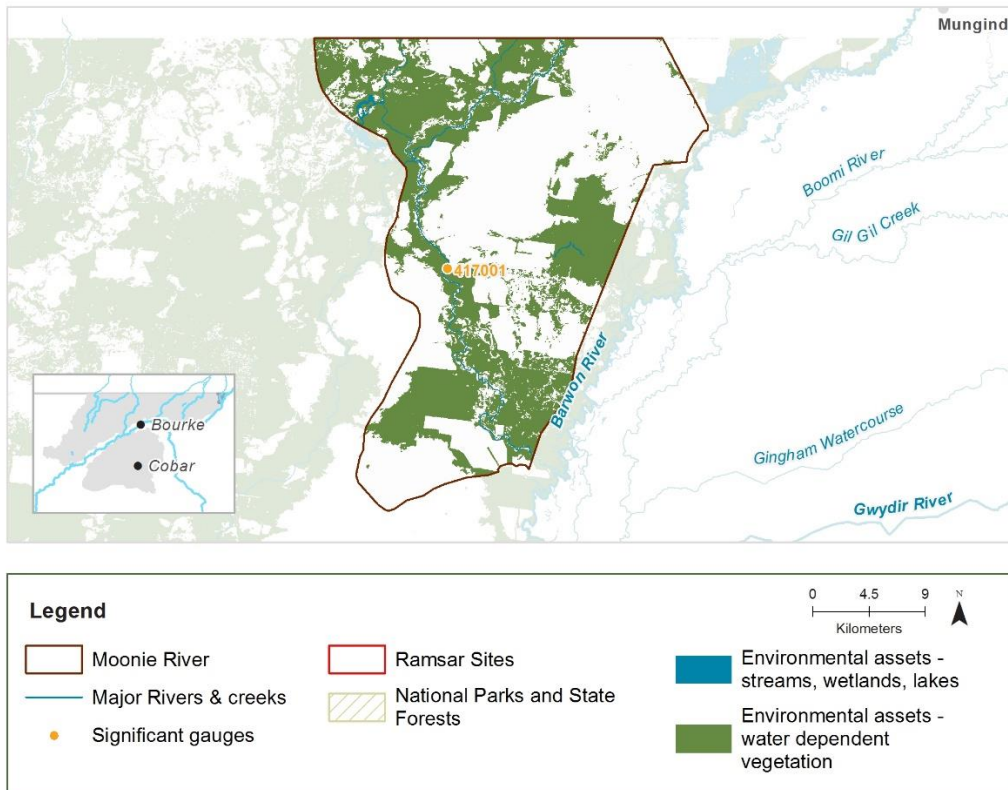 Mungind
Boomi River
Gil Gil Creek
417001
Barwon River
Bourke
Cobar
Gingham Watercourse
Gwydir River
Legend
Moonie River
Major Rivers & creeks
Significant gauges
Ramsar Sites
National Parks and State
Forests
0 4.5 9
Kilometers
N
Environmental assets -
streams, wetlands, lakes
Environmental assets -
water dependent
vegetation